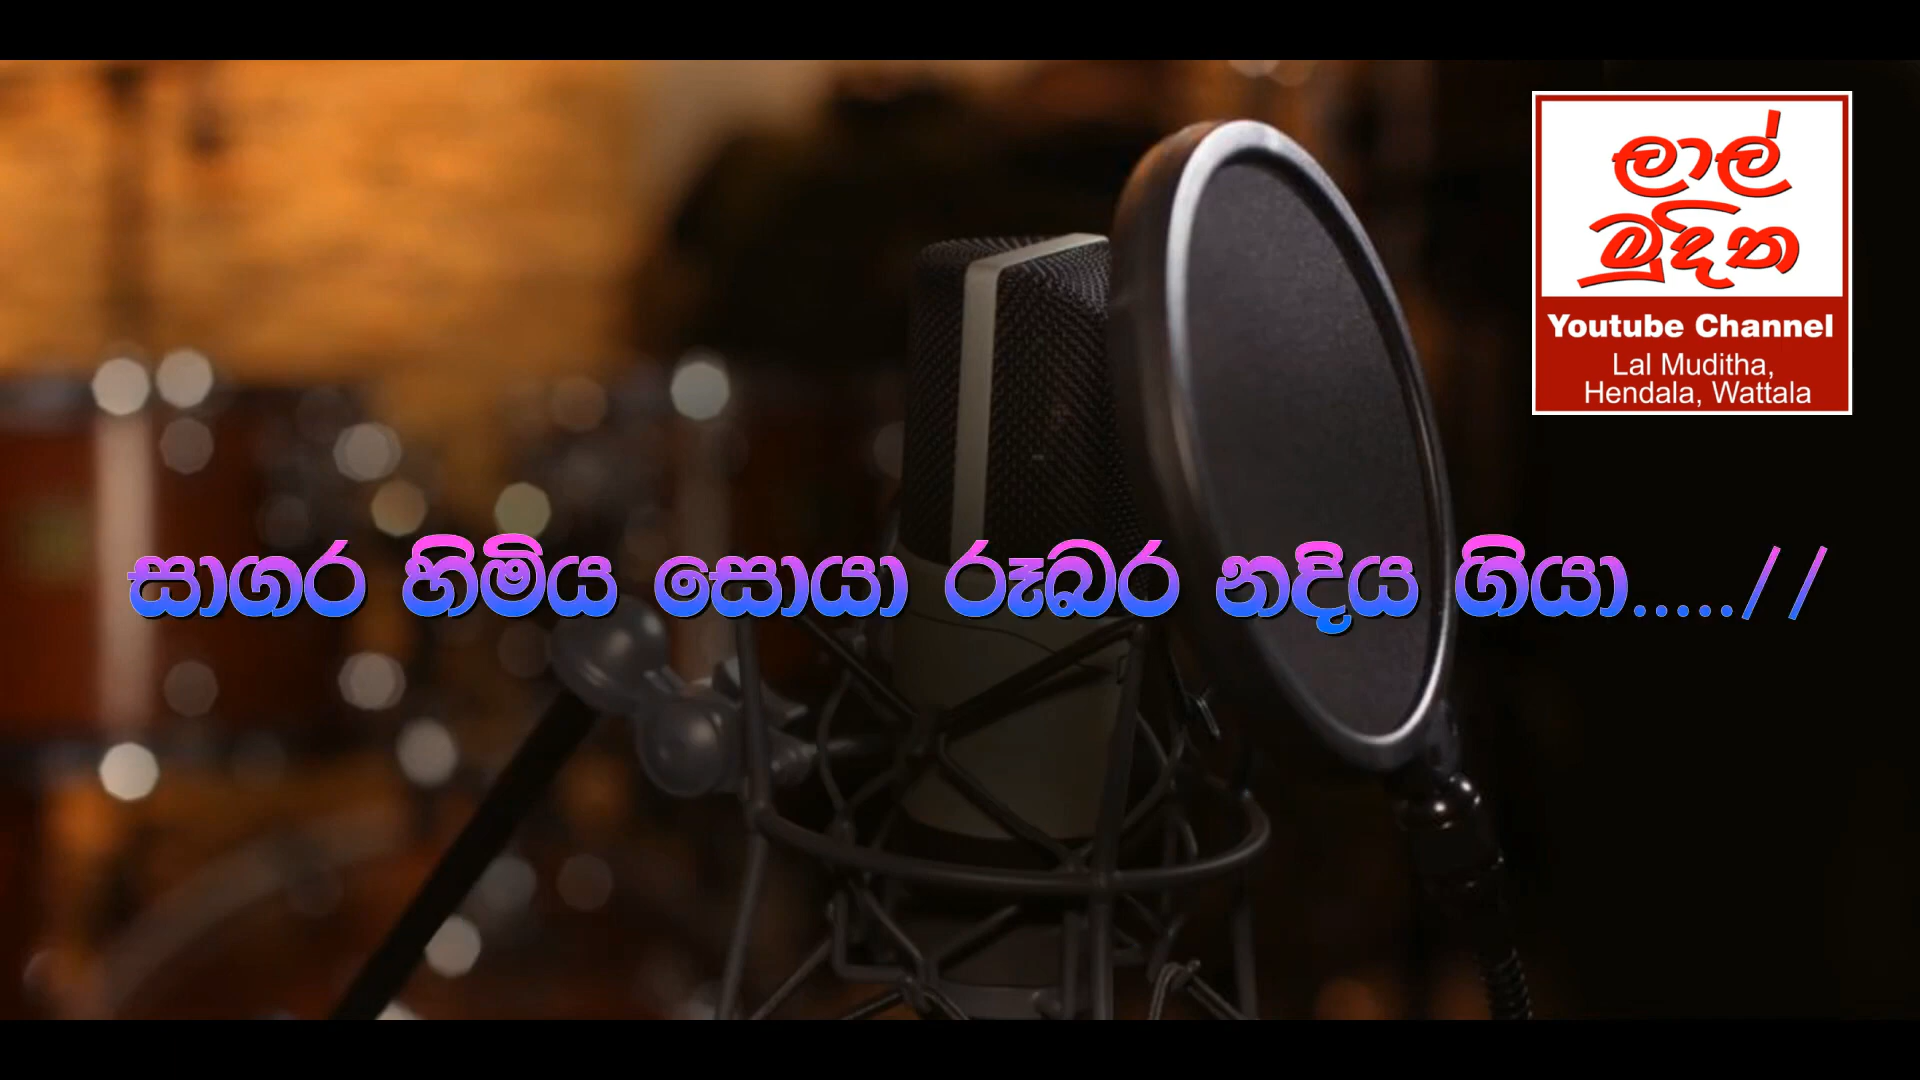 ලාල්
මුදිත
Youtube Channel
Lal Muditha,
Hendala, Wattala
සාගර හිමිය සොයා රූබර නදිය ගියා.....//